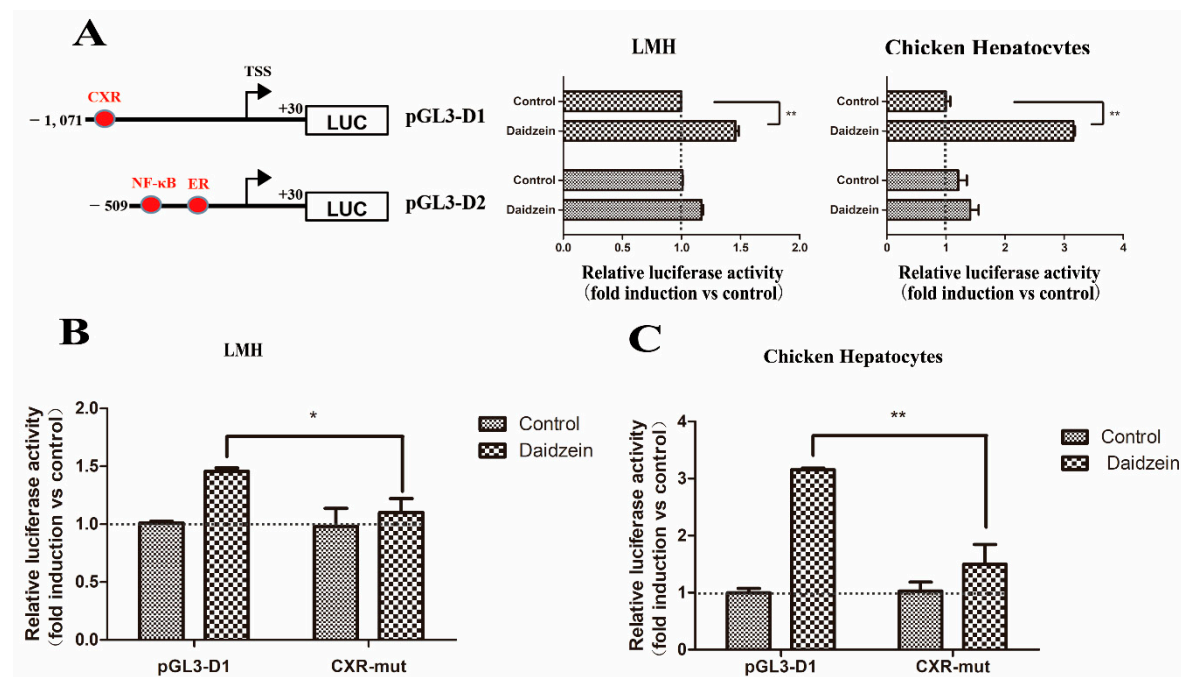 A
LMH
Chicken Hepatocytes
TSS
CXR
+30
−1, 071
LUC
pGL3-D1
NF-κB
ER
+30
−509
LUC
pGL3-D2
Control
**
Daidzein
Control
Daidzein
0.0
0.5
1.0
1.5
2.0
Relative luciferase activity
(fold induction vs control)
Control
**
Daidzein
Control
Daidzein
0
1
2
3
4
Relative luciferase activity
(fold induction vs control)
B
LMH
Relative luciferase activity
(fold induction vs control)
2.0
1.5
1.0
0.5
0.0
*
Control
Daidzein
pGL3-D1
CXR-mut
C
Chicken Hepatocytes
Relative luciferase activity
(fold induction vs control)
4
3
2
1
0
**
Control
Daidzein
pGL3-D1
CXR-mut